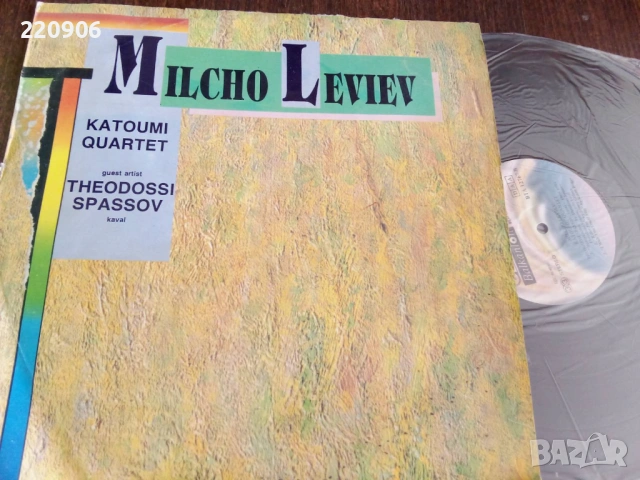 220906
MILCHO LEVIEV
KATOUMI
QUARTET
guest artist
THEODOSSI
SPASSOV
kaval
BAZAR